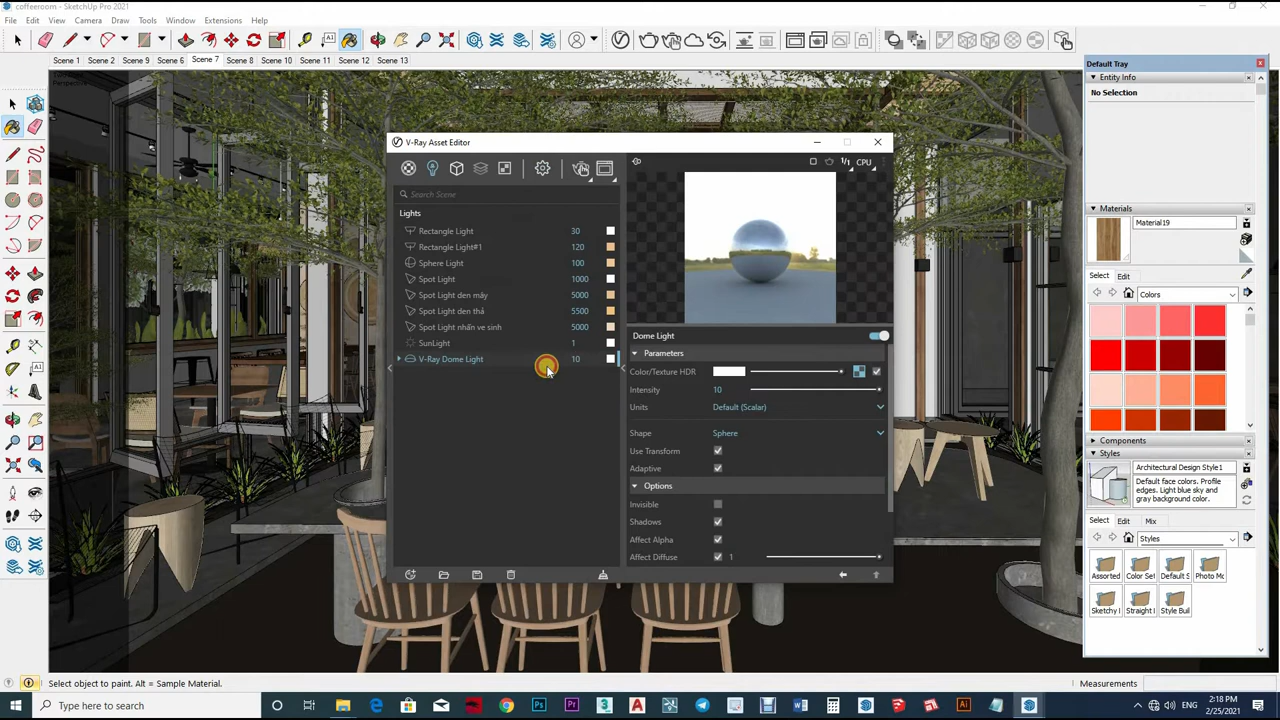 coffeeroom - SketchUp Pro 2021
File Edit View Camera Draw Tools Window Extensions Help
Scene 1 Scene 2 Scene 9 Scene 6 Scene 7 Scene 8 Scene 10 Scene 11 Scene 12 Scene 13
Perspective
V-Ray Asset Editor
1/1 CPU
Search Scene
Lights
Rectangle Light 30
Rectangle Light#1 120
Sphere Light 100
Spot Light 1000
Spot Light den mây 5000
Spot Light den thá 5500
Spot Light nhấn ve sinh 5000
SunLight 1
V-Ray Dome Light 10
Dome Light
Parameters
Color/Texture HDR
Intensity 10
Units Default (Scalar)
Shape Sphere
Use Transform
Adaptive
Options
Invisible
Shadows
Affect Alpha
Affect Diffuse 1
Default Tray
Entity Info
No Selection
Materials
Material19
Select Edit
Colors
Components
Styles
Architectural Design Style1
Default face colors. Profile
edges. Light blue sky and
gray background color.
Select Edit Mix
Styles
Assorted Color Set Default S Photo Mo
Sketchy Straight L Style Buil
Select object to paint. Alt = Sample Material.
Measurements
Type here to search
ENG
2:18 PM
2/25/2021